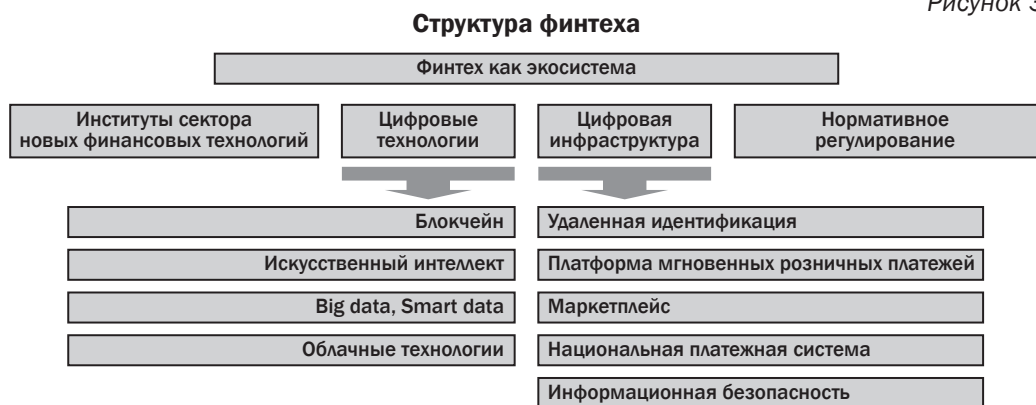 Рисунок 3
Структура финтеха
Финтех как экосистема
Институты сектора
новых финансовых технологий
Цифровые
технологии
Цифровая
инфраструктура
Нормативное
регулирование
Блокчейн
Искусственный интеллект
Big data, Smart data
Облачные технологии
Удаленная идентификация
Платформа мгновенных розничных платежей
Маркетплейс
Национальная платежная система
Информационная безопасность